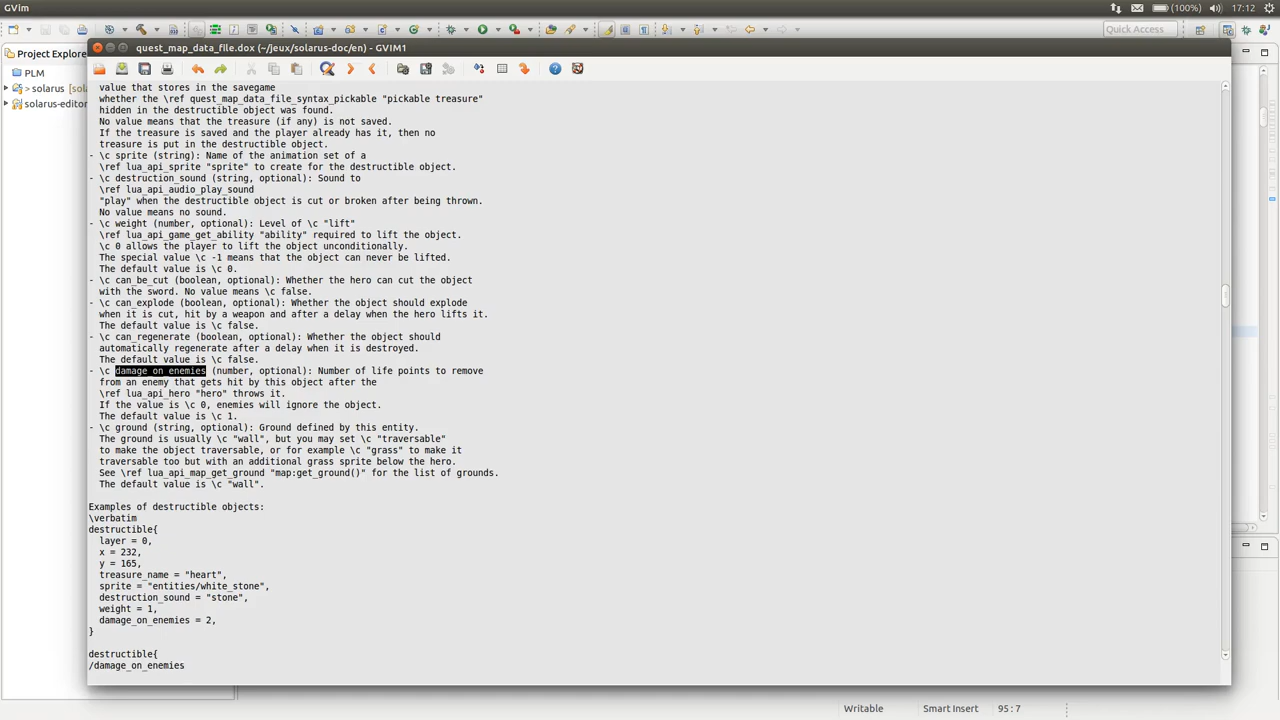 GVim
(100%)
17:12
Quick Access
quest_map_data_file.dox (~/jeux/solarus-doc/en) - GVIM1
Project Explore
PLM
> solarus [sola
solarus-editor
value that stores in the savegame
whether the \ref quest_map_data_file_syntax_pickable "pickable treasure"
hidden in the destructible object was found.
No value means that the treasure (if any) is not saved.
If the treasure is saved and the player already has it, then no
treasure is put in the destructible object.
- \c sprite (string): Name of the animation set of a
\ref lua_api_sprite "sprite" to create for the destructible object.
- \c destruction_sound (string, optional): Sound to
\ref lua_api_audio_play_sound
"play" when the destructible object is cut or broken after being thrown.
No value means no sound.
- \c weight (number, optional): Level of \c "lift"
\ref lua_api_game_get_ability "ability" required to lift the object.
\c 0 allows the player to lift the object unconditionally.
The special value \c -1 means that the object can never be lifted.
The default value is \c 0.
- \c can_be_cut (boolean, optional): Whether the hero can cut the object
with the sword. No value means \c false.
- \c can_explode (boolean, optional): Whether the object should explode
when it is cut, hit by a weapon and after a delay when the hero lifts it.
The default value is \c false.
- \c can_regenerate (boolean, optional): Whether the object should
automatically regenerate after a delay when it is destroyed.
The default value is \c false.
- \c damage_on_enemies (number, optional): Number of life points to remove
from an enemy that gets hit by this object after the
\ref lua_api_hero "hero" throws it.
If the value is \c 0, enemies will ignore the object.
The default value is \c 1.
- \c ground (string, optional): Ground defined by this entity.
The ground is usually \c "wall", but you may set \c "traversable"
to make the object traversable, or for example \c "grass" to make it
traversable too but with an additional grass sprite below the hero.
See \ref lua_api_map_get_ground "map:get_ground()" for the list of grounds.
The default value is \c "wall".
Examples of destructible objects:
\verbatim
destructible{
layer = 0,
x = 232,
y = 165,
treasure_name = "heart",
sprite = "entities/white_stone",
destruction_sound = "stone",
weight = 1,
damage_on_enemies = 2,
}
destructible{
/damage_on_enemies
Writable
Smart Insert
95 : 7